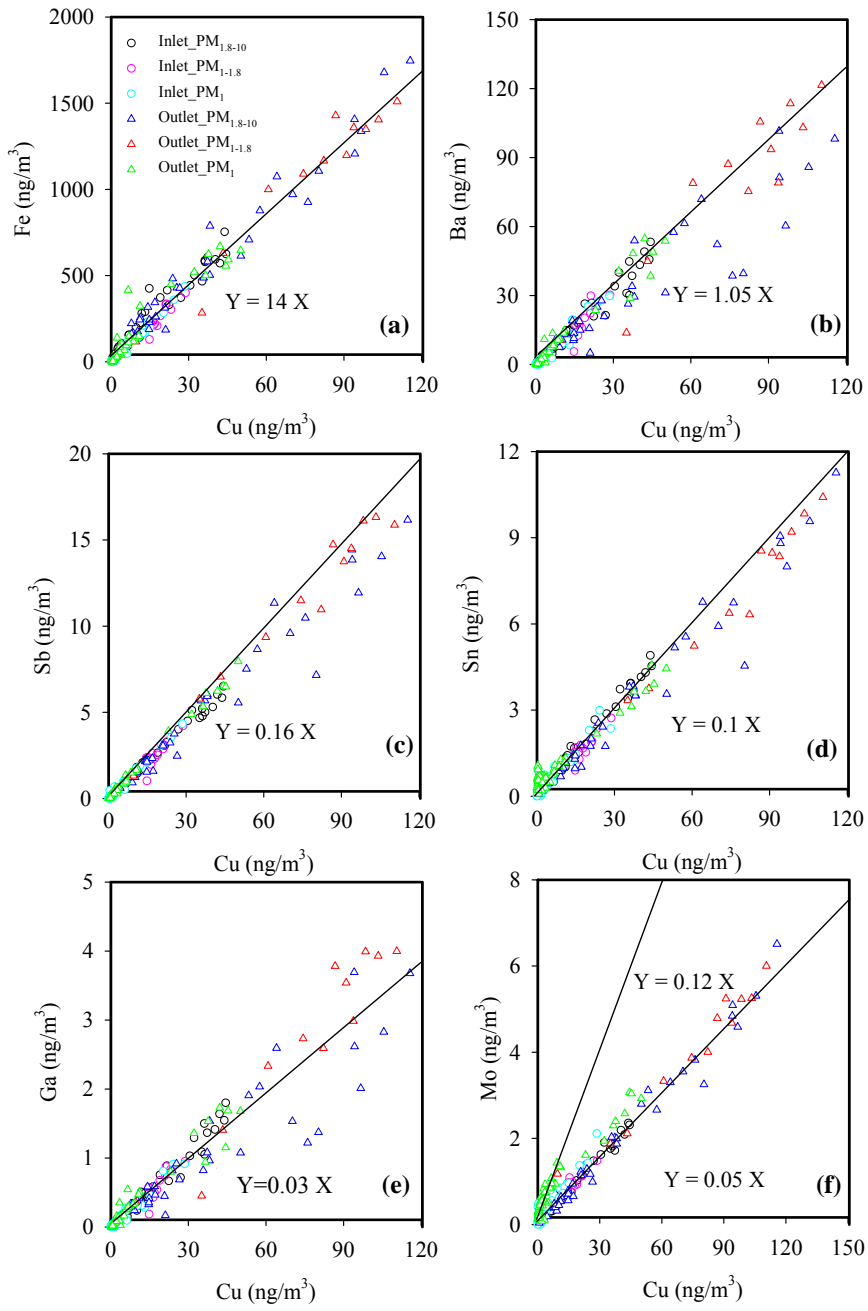 2000
1500
1000
500
0
Fe (ng/m³)
Inlet_PM₁.₈₋₁₀
Inlet_PM₁₋₁.₈
Inlet_PM₁
Outlet_PM₁.₈₋₁₀
Outlet_PM₁₋₁.₈
Outlet_PM₁
Y = 14 X
(a)
0 30 60 90 120
Cu (ng/m³)
150
120
90
60
30
0
Ba (ng/m³)
Y = 1.05 X
(b)
0 30 60 90 120
Cu (ng/m³)
20
15
10
5
0
Sb (ng/m³)
Y = 0.16 X
(c)
0 30 60 90 120
Cu (ng/m³)
12
9
6
3
0
Sn (ng/m³)
Y = 0.1 X
(d)
0 30 60 90 120
Cu (ng/m³)
5
4
3
2
1
0
Ga (ng/m³)
Y=0.03 X
(e)
0 30 60 90 120
Cu (ng/m³)
8
6
4
2
0
Mo (ng/m³)
Y = 0.12 X
Y = 0.05 X
(f)
0 30 60 90 120 150
Cu (ng/m³)